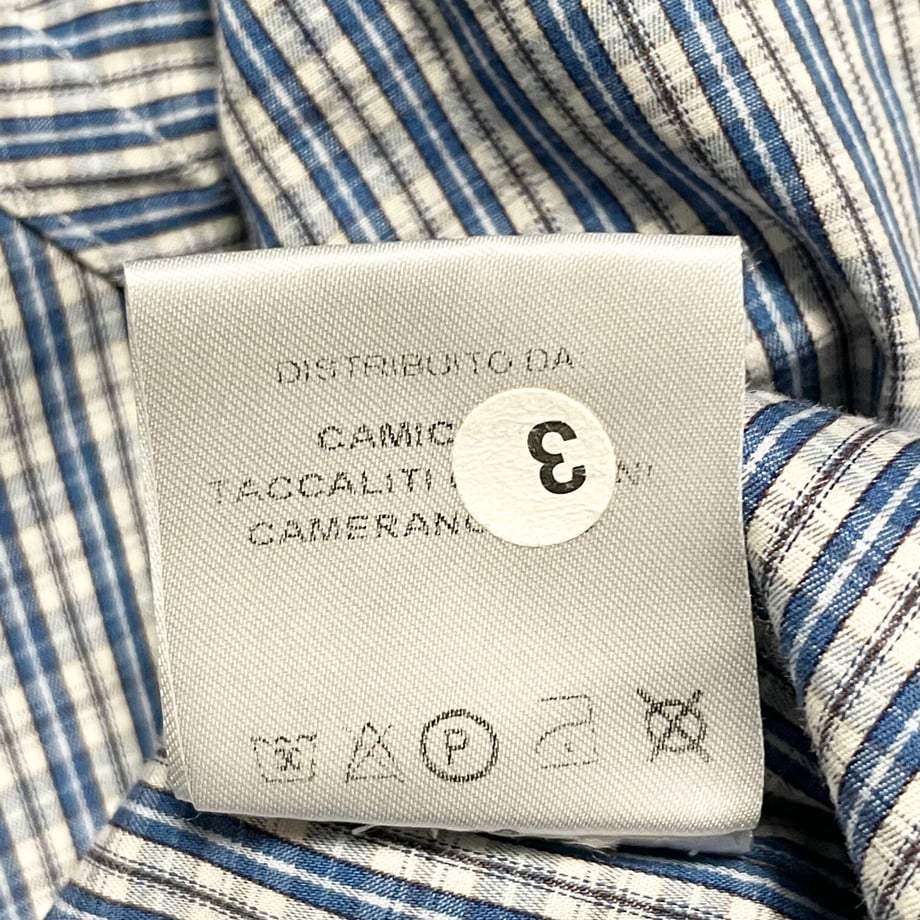 DISTRIBUITO DA:
CAMIC
TACCALITI
CAMERANO
3
P